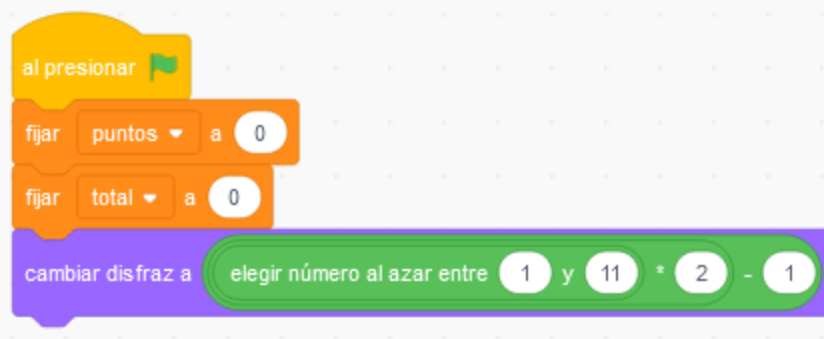 al presionar
fijar puntos a 0
fijar total a 0
cambiar disfraz a elegir número al azar entre 1 y 11 * 2 - 1